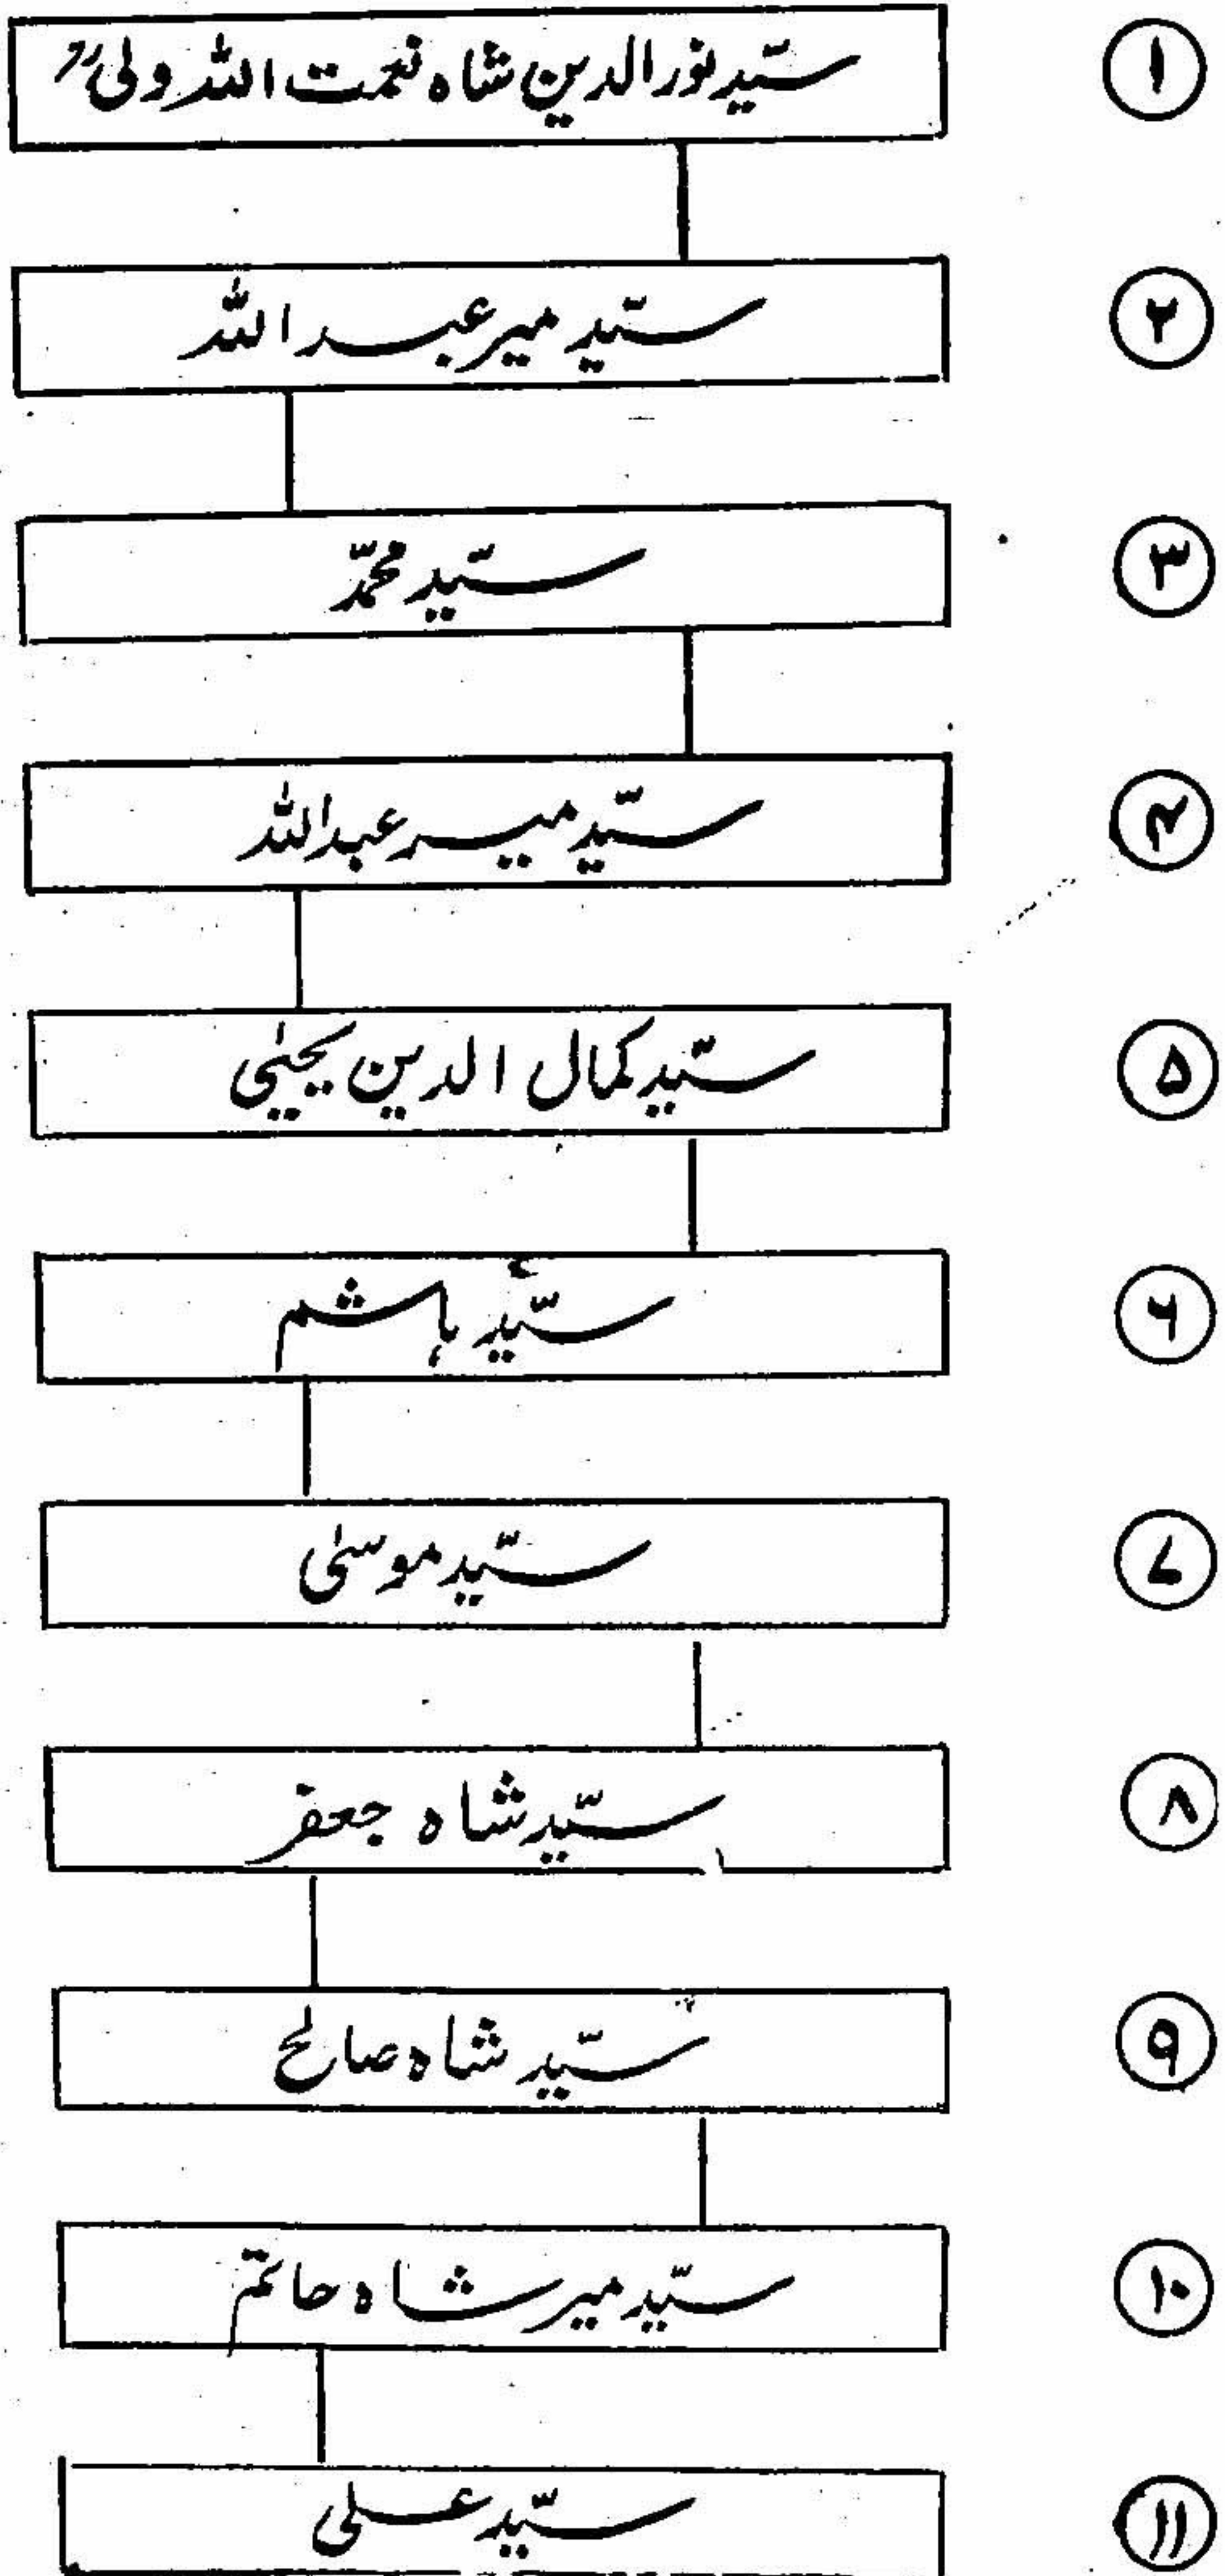 ۱ سیّد نور الدین شاہ نعمت اللہ ولیؒ
۲ سیّد میر عبد اللہ
۳ سیّد محمّد
۴ سیّد میر عبد اللہ
۵ سیّد کمال الدین یحییٰ
۶ سیّد ہاشم
۷ سیّد موسیٰ
۸ سیّد شاہ جعفر
۹ سیّد شاہ صالح
۱۰ سیّد میر شاہ حاتم
۱۱ سیّد علی